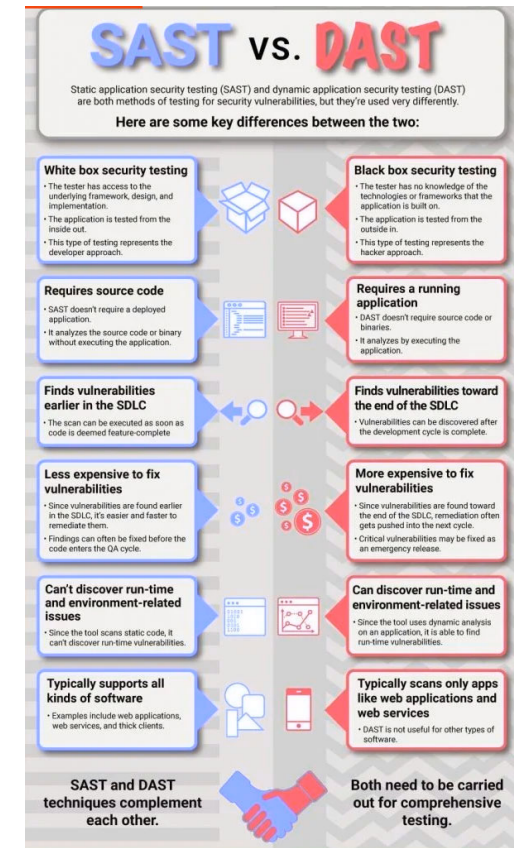 SAST VS. DAST
Static application security testing (SAST) and dynamic application security testing (DAST)
are both methods of testing for security vulnerabilities, but they're used very differently.
Here are some key differences between the two:
White box security testing
• The tester has access to the
underlying framework, design, and
implementation.
• The application is tested from the
inside out.
• This type of testing represents the
developer approach.
Black box security testing
• The tester has no knowledge of the
technologies or frameworks that the
application is built on.
• The application is tested from the
outside in.
• This type of testing represents the
hacker approach.
Requires source code
• SAST doesn't require a deployed
application.
• It analyzes the source code or binary
without executing the application.
Requires a running
application
• DAST doesn't require source code or
binaries.
• It analyzes by executing the
application.
Finds vulnerabilities
earlier in the SDLC
• The scan can be executed as soon as
code is deemed feature-complete
Finds vulnerabilities toward
the end of the SDLC
• Vulnerabilities can be discovered after
the development cycle is complete.
Less expensive to fix
vulnerabilities
• Since vulnerabilities are found earlier
in the SDLC, it's easier and faster to
remediate them.
• Findings can often be fixed before the
code enters the QA cycle.
More expensive to fix
vulnerabilities
• Since vulnerabilities are found toward
the end of the SDLC, remediation often
gets pushed into the next cycle.
• Critical vulnerabilities may be fixed as
an emergency release.
Can't discover run-time
and environment-related
issues
• Since the tool scans static code, it
can't discover run-time vulnerabilities.
Can discover run-time and
environment-related issues
• Since the tool uses dynamic analysis
on an application, it is able to find
run-time vulnerabilities.
Typically supports all
kinds of software
• Examples include web applications,
web services, and thick clients.
Typically scans only apps
like web applications and
web services
• DAST is not useful for other types of
software.
SAST and DAST
techniques complement
each other.
Both need to be carried
out for comprehensive
testing.